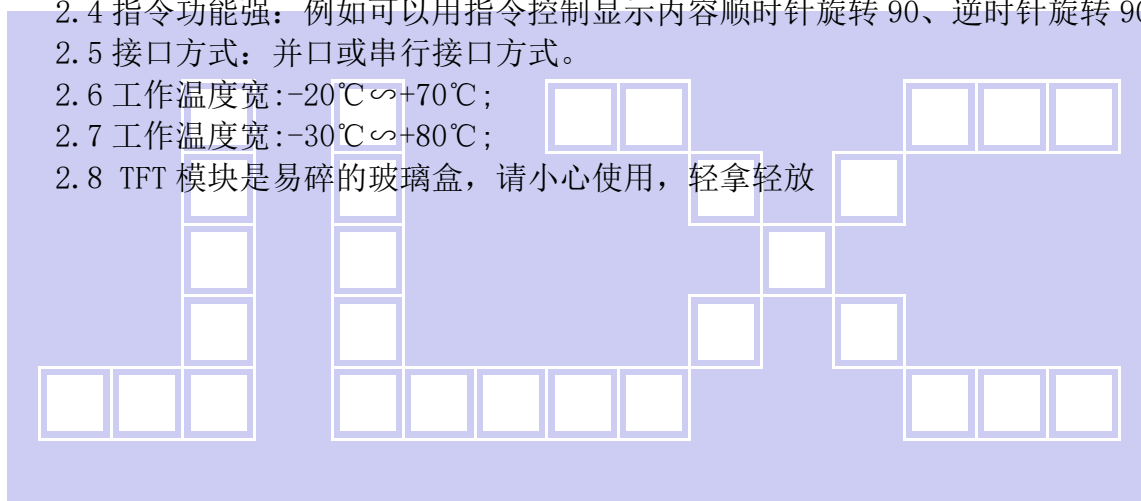 2.4 指令功能强：例如可以用指令控制显示内容顺时针旋转 90、逆时针旋转 90
2.5 接口方式：并口或串行接口方式。
2.6 工作温度宽:-20℃∽+70℃;
2.7 工作温度宽:-30℃∽+80℃;
2.8 TFT 模块是易碎的玻璃盒，请小心使用，轻拿轻放
JLX